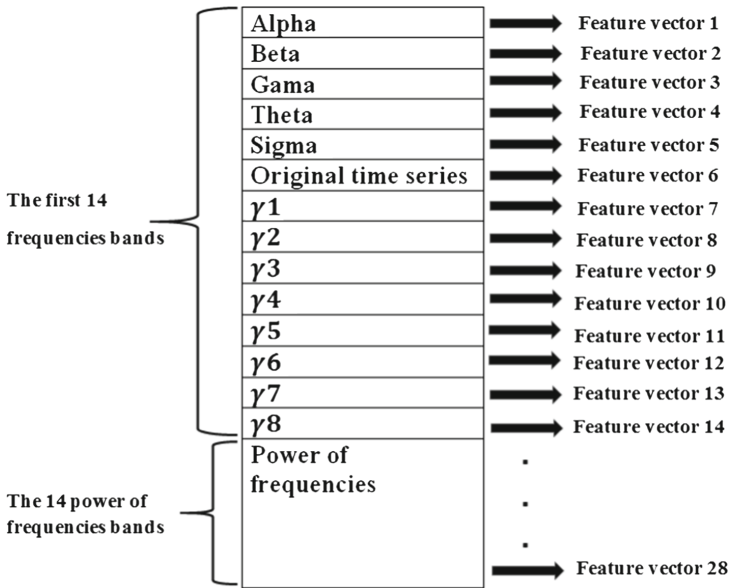 Alpha
Feature vector 1
Beta
Feature vector 2
Gama
Feature vector 3
Theta
Feature vector 4
Sigma
Feature vector 5
Original time series
Feature vector 6
The first 14
frequencies bands
γ1
Feature vector 7
γ2
Feature vector 8
γ3
Feature vector 9
γ4
Feature vector 10
γ5
Feature vector 11
γ6
Feature vector 12
γ7
Feature vector 13
γ8
Feature vector 14
Power of
frequencies
The 14 power of
frequencies bands
.
.
.
Feature vector 28